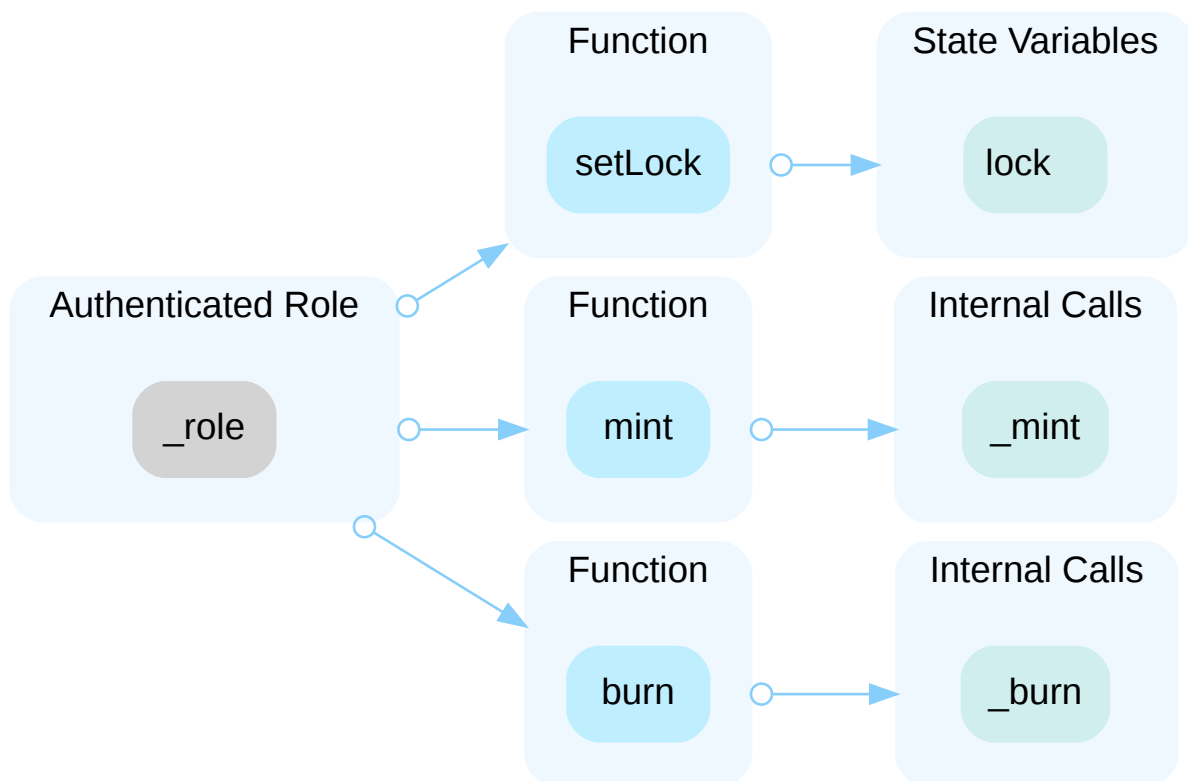 Function
State Variables
setLock
lock
Authenticated Role
Function
Internal Calls
_role
mint
_mint
Function
Internal Calls
burn
_burn